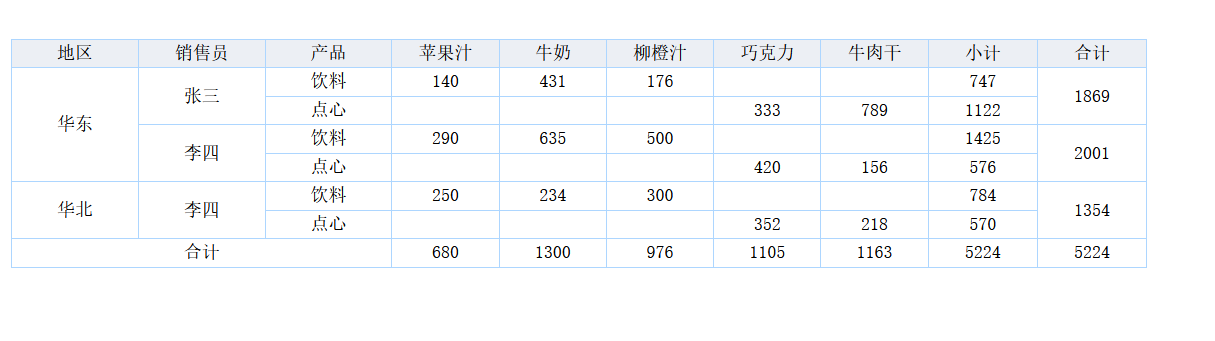 地区 销售员 产品 苹果汁 牛奶 柳橙汁 巧克力 牛肉干 小计 合计
华东 张三 饮料 140 431 176 747 1869
点心 333 789 1122
李四 饮料 290 635 500 1425 2001
点心 420 156 576
华北 李四 饮料 250 234 300 784 1354
点心 352 218 570
合计 680 1300 976 1105 1163 5224 5224